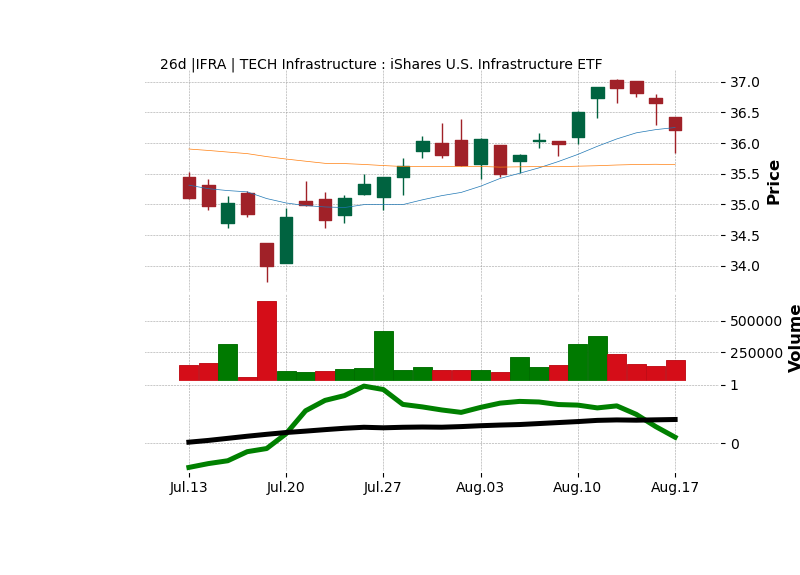 26d |IFRA | TECH Infrastructure : iShares U.S. Infrastructure ETF
37.0
36.5
36.0
35.5
35.0
34.5
34.0
Price
500000
250000
Volume
1
0
Jul.13 Jul.20 Jul.27 Aug.03 Aug.10 Aug.17